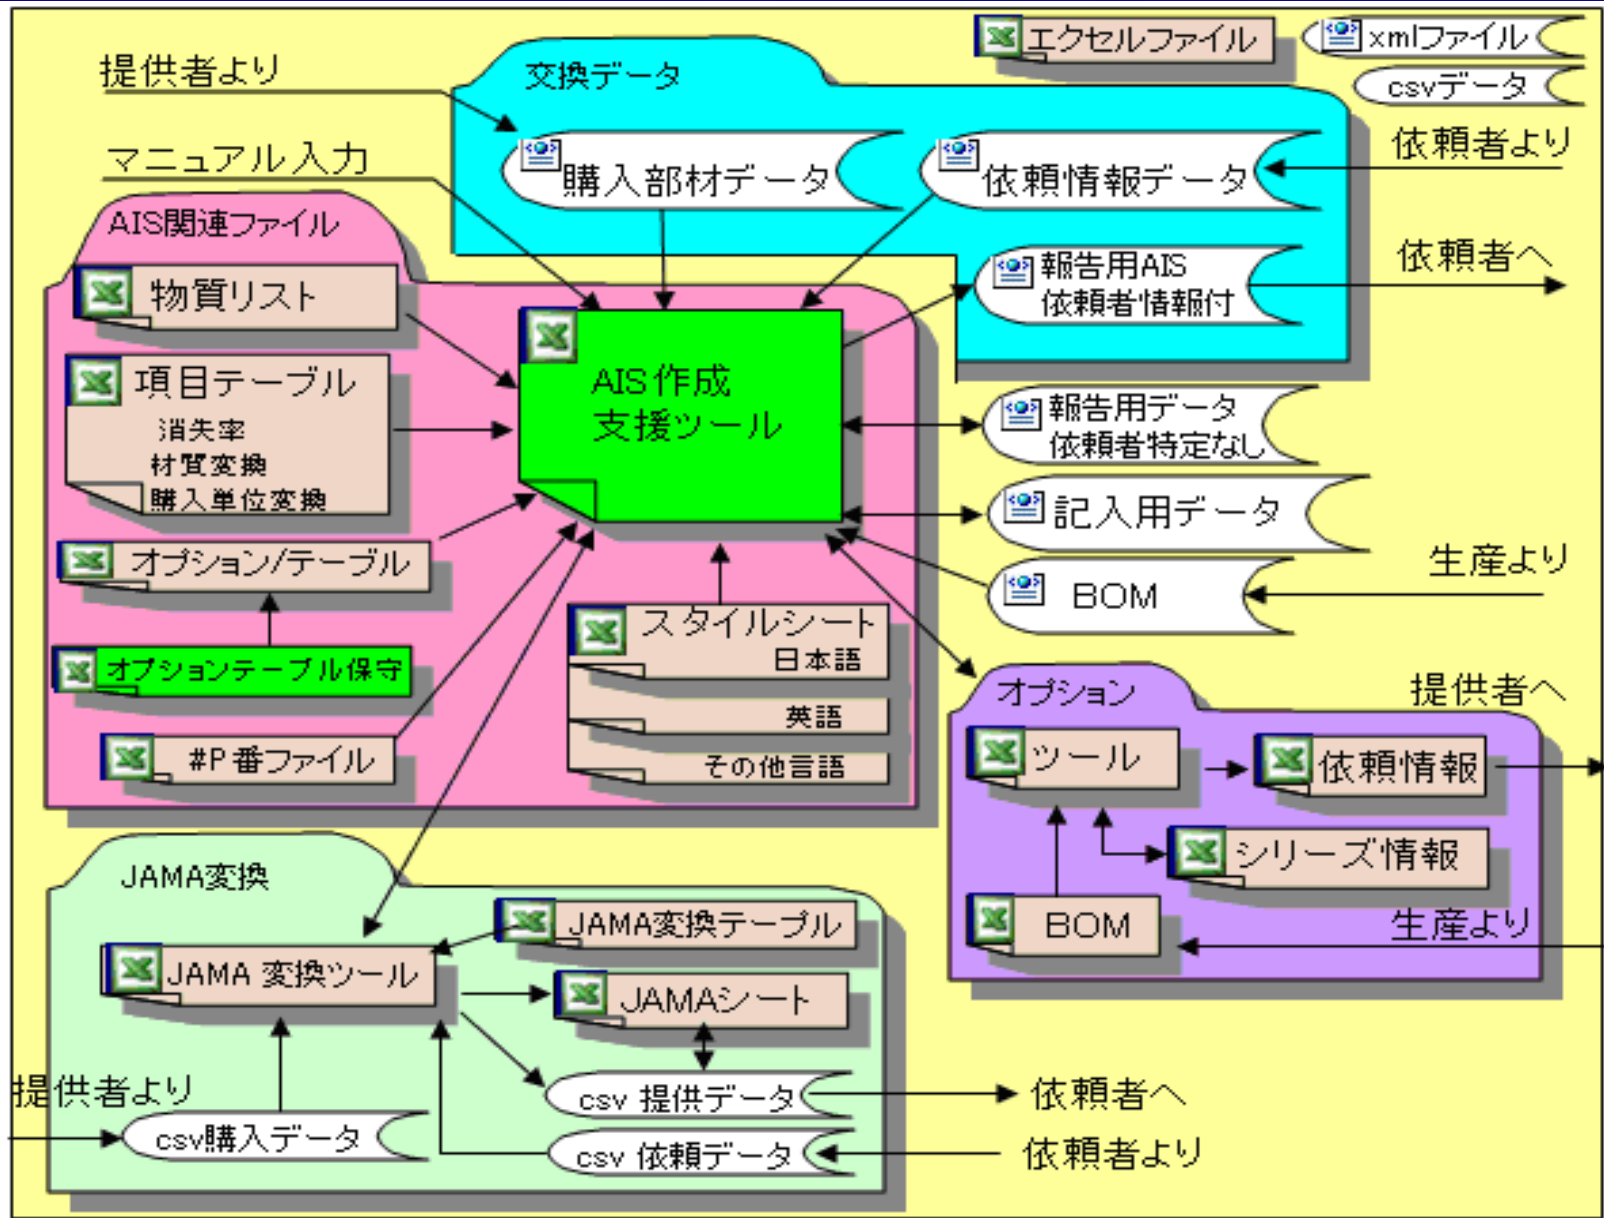 エクセルファイル
xmlファイル
csvデータ
提供者より
交換データ
依頼者より
マニュアル入力
購入部材データ
依頼情報データ
AIS関連ファイル
依頼者へ
報告用AIS
依頼者情報付
物質リスト
AIS作成
支援ツール
項目テーブル
消失率
材質変換
購入単位変換
報告用データ
依頼者特定なし
記入用データ
オプション/テーブル
生産より
BOM
スタイルシート
日本語
英語
その他言語
オプションテーブル保守
#P番ファイル
オプション
提供者へ
ツール
依頼情報
シリーズ情報
BOM
生産より
JAMA変換
JAMA変換テーブル
JAMA 変換ツール
JAMAシート
提供者より
csv 提供データ
依頼者へ
csv購入データ
csv 依頼データ
依頼者より